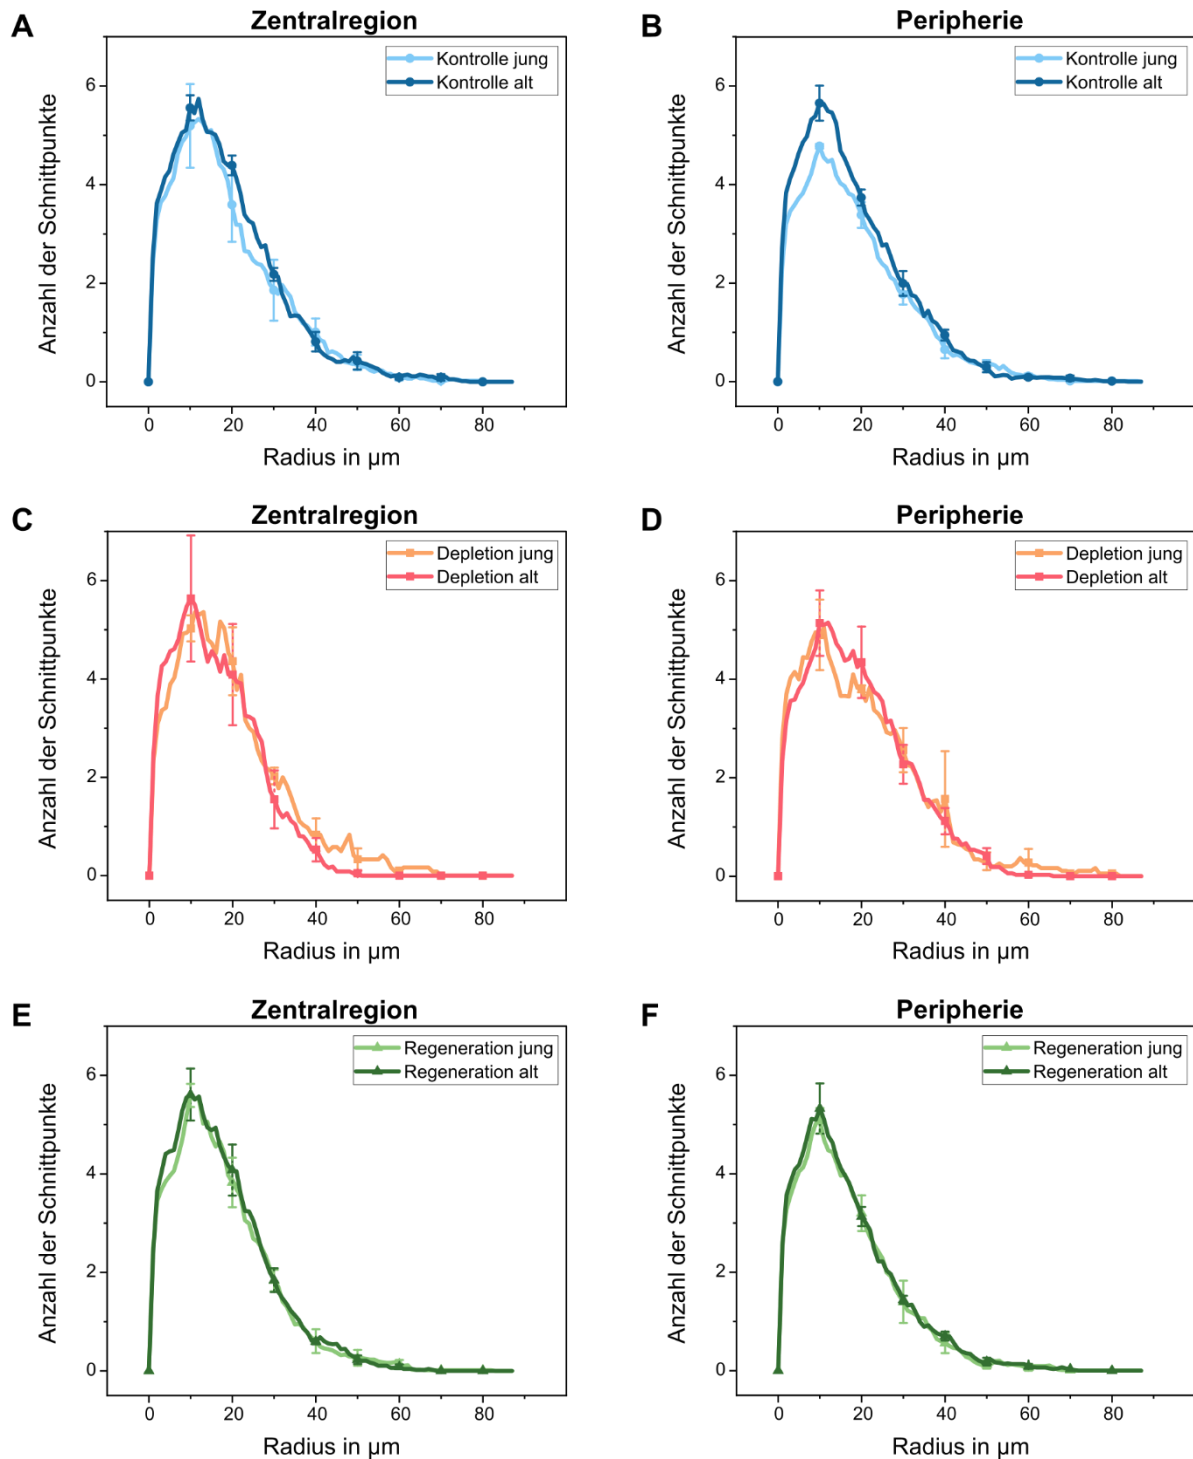 A
Zentralregion
Kontrolle jung
Kontrolle alt
Anzahl der Schnittpunkte
6
4
2
0
0 20 40 60 80
Radius in µm
B
Peripherie
Kontrolle jung
Kontrolle alt
Anzahl der Schnittpunkte
6
4
2
0
0 20 40 60 80
Radius in µm
C
Zentralregion
Depletion jung
Depletion alt
Anzahl der Schnittpunkte
6
4
2
0
0 20 40 60 80
Radius in µm
D
Peripherie
Depletion jung
Depletion alt
Anzahl der Schnittpunkte
6
4
2
0
0 20 40 60 80
Radius in µm
E
Zentralregion
Regeneration jung
Regeneration alt
Anzahl der Schnittpunkte
6
4
2
0
0 20 40 60 80
Radius in µm
F
Peripherie
Regeneration jung
Regeneration alt
Anzahl der Schnittpunkte
6
4
2
0
0 20 40 60 80
Radius in µm